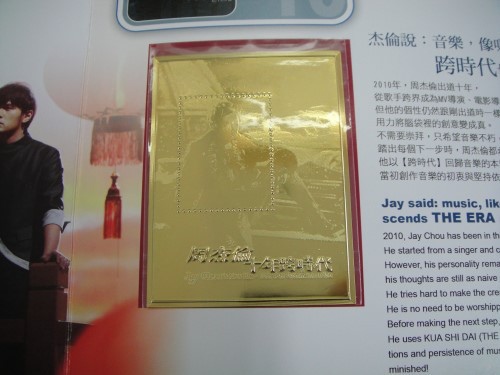 杰倫說：音樂，像
跨時代
2010年，周杰倫出道十年，
從歌手跨界成為MV導演、電影導
但他的個性仍然跟剛出道時一樣
用力將腦袋裡的創意變成真。
不需要崇拜，只希望音樂不朽，
踏出每個下一步時，周杰倫都
他以【跨時代】回歸音樂的本
當初創作音樂的初衷與堅持依
周杰倫
十年跨時代
Jay said: music, lik
scends THE ERA
2010, Jay Chou has been in th
He started from a singer and c
However, his personality rema
his thoughts are still as naive
He tries hard to make the cre
He is no need to be worshipp
Before making the next step,
He uses KUA SHI DAI (THE
tions and persistence of mus
minished!